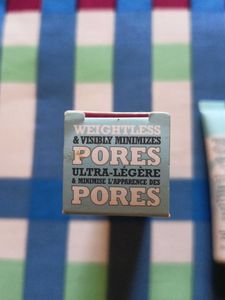 WEIGHTLESS
& VISIBLY MINIMIZES
PORES
ULTRA-LÉGÈRE
& MINIMISE L'APPARENCE DES
PORES